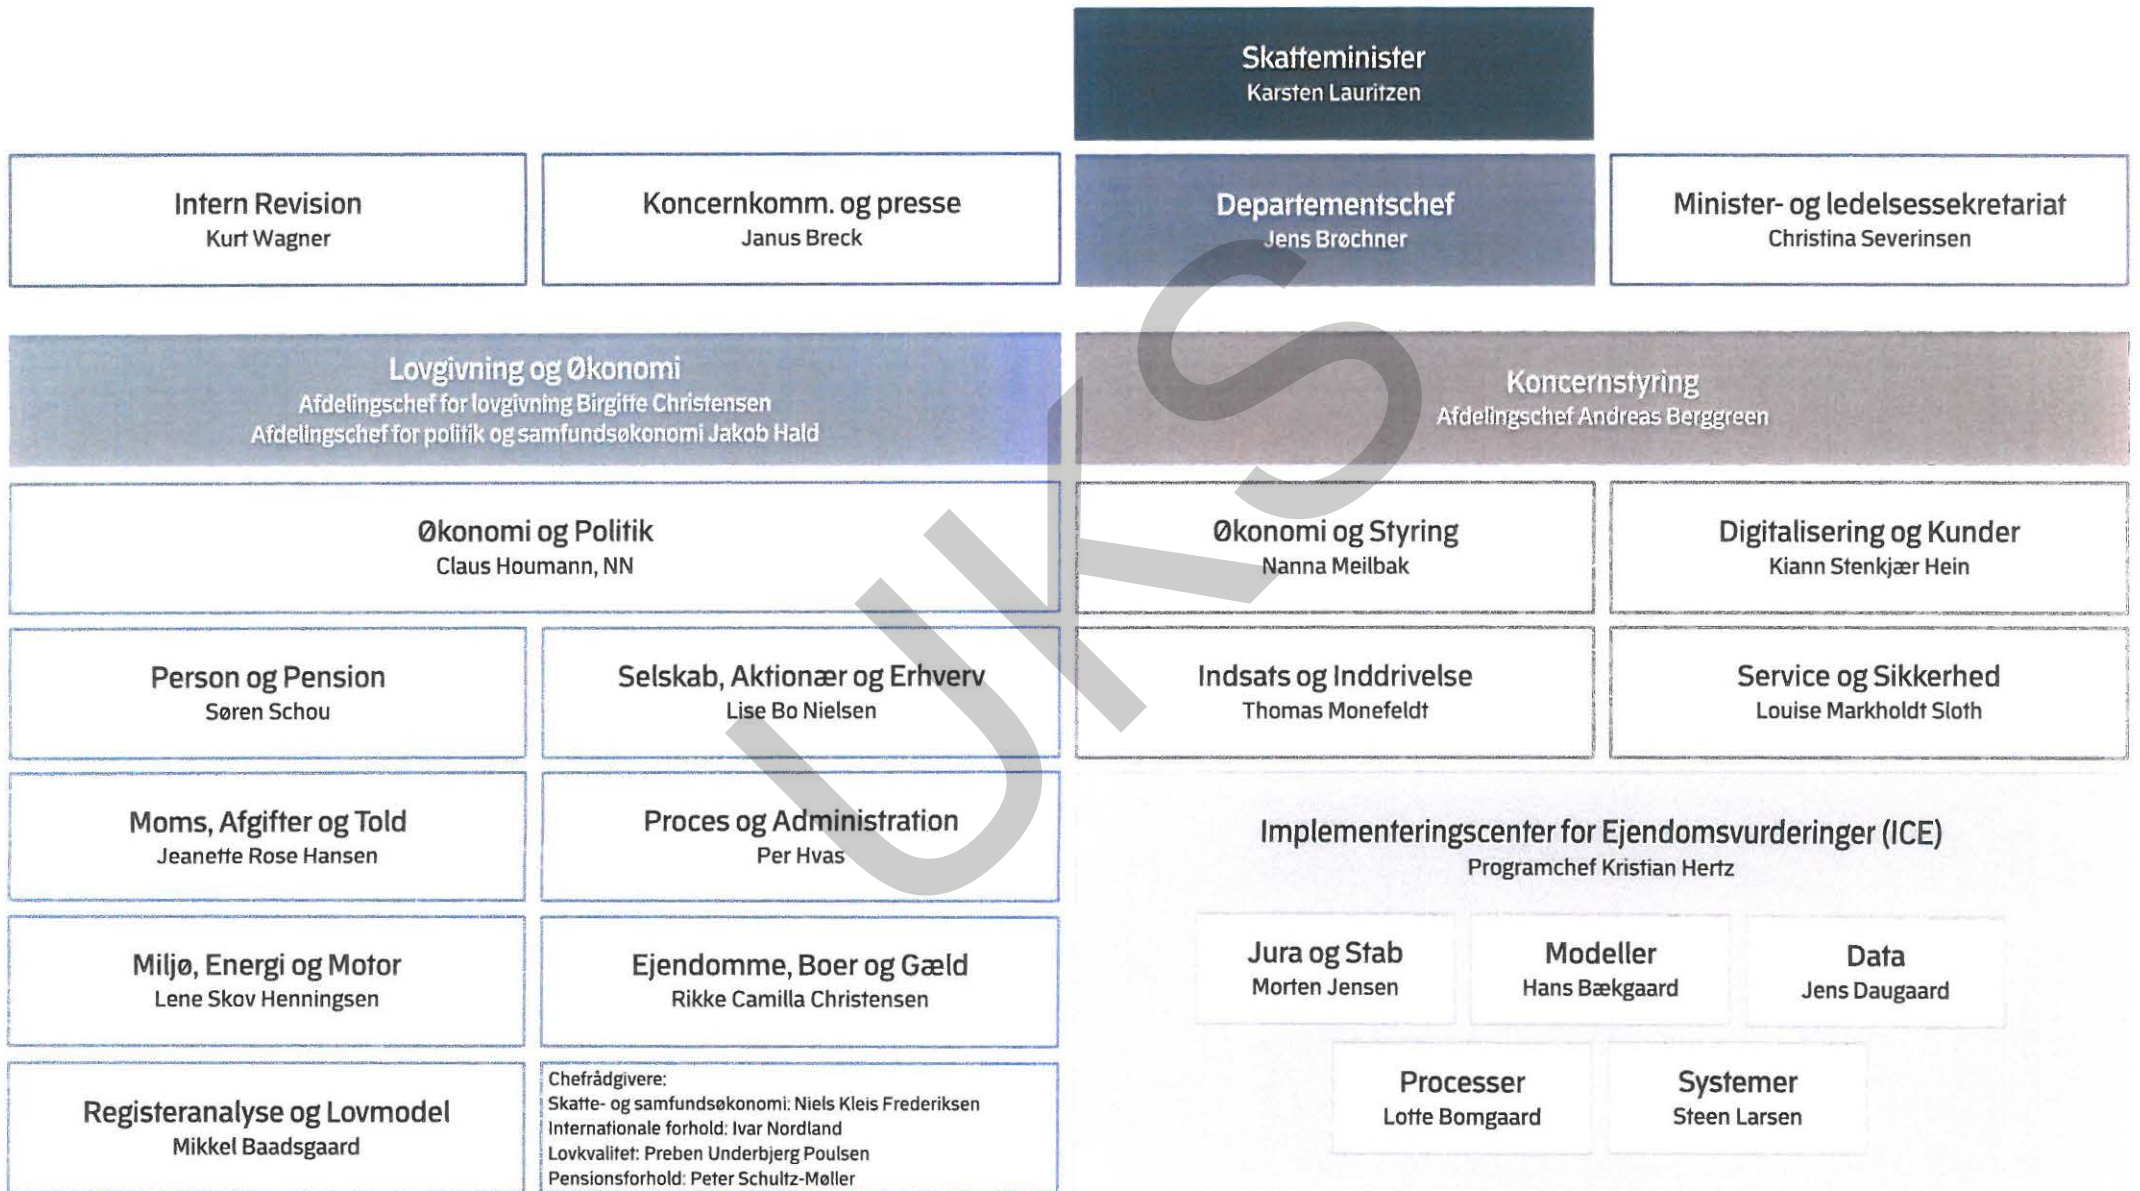 Skatteminister
Karsten Lauritzen
Intern Revision
Kurt Wagner
Koncernkomm. og presse
Janus Breck
Departementschef
Jens Brøchner
Minister- og ledelsessekretariat
Christina Severinsen
Lovgivning og Økonomi
Afdelingschef for lovgivning Birgitte Christensen
Afdelingschef for politik og samfundsøkonomi Jakob Hald
Koncernstyring
Afdelingschef Andreas Berggreen
Økonomi og Politik
Claus Houmann, NN
Økonomi og Styring
Nanna Meilbak
Digitalisering og Kunder
Kiann Stenkjær Hein
Person og Pension
Søren Schou
Selskab, Aktionær og Erhverv
Lise Bo Nielsen
Indsats og Inddrivelse
Thomas Monefeldt
Service og Sikkerhed
Louise Markholdt Sloth
Moms, Afgifter og Told
Jeanette Rose Hansen
Proces og Administration
Per Hvas
Implementeringscenter for Ejendomsvurderinger (ICE)
Programchef Kristian Hertz
Miljø, Energi og Motor
Lene Skov Henningsen
Ejendomme, Boer og Gæld
Rikke Camilla Christensen
Jura og Stab
Morten Jensen
Modeller
Hans Bækgaard
Data
Jens Daugaard
Registeranalyse og Lovmodel
Mikkel Baadsgaard
Chefrådgivere:
Skatte- og samfundsøkonomi: Niels Kleis Frederiksen
Internationale forhold: Ivar Nordland
Lovkvalitet: Preben Underbjerg Poulsen
Pensionsforhold: Peter Schultz-Møller
Processer
Lotte Bomgaard
Systemer
Steen Larsen
UKS